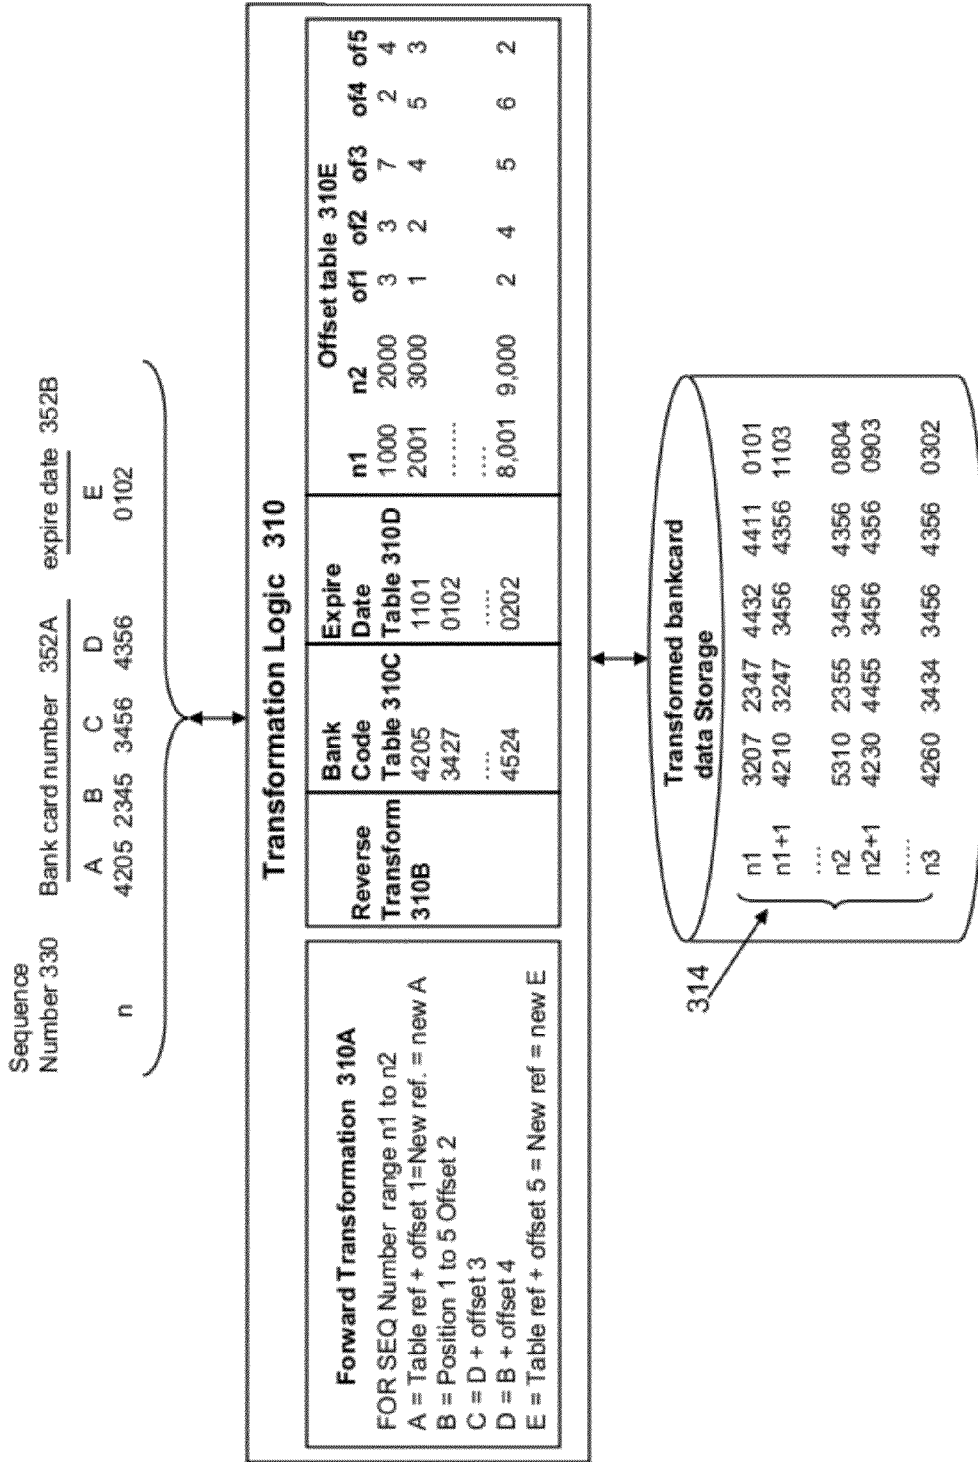 Sequence
Number 330
Bank card number 352A
expire date 352B
A B C D E
n 4205 2345 3456 4356 0102
Transformation Logic 310
Forward Transformation 310A
FOR SEQ Number range n1 to n2
A = Table ref + offset 1=New ref. = new A
B = Position 1 to 5 Offset 2
C = D + offset 3
D = B + offset 4
E = Table ref + offset 5 = New ref = new E
Reverse
Transform
310B
Bank
Code
Table 310C
4205
3427
....
4524
Expire
Date
Table 310D
1101
0102
.....
0202
Offset table 310E
n1 n2 of1 of2 of3 of4 of5
1000 2000 3 3 7 2 4
2001 3000 1 2 4 5 3
.......
....
8,001 9,000 2 4 5 6 2
Transformed bankcard
data Storage
314
n1 3207 2347 4432 4411 0101
n1+1 4210 3247 3456 4356 1103
....
n2 5310 2355 3456 4356 0804
n2+1 4230 4455 3456 4356 0903
.....
n3 4260 3434 3456 4356 0302